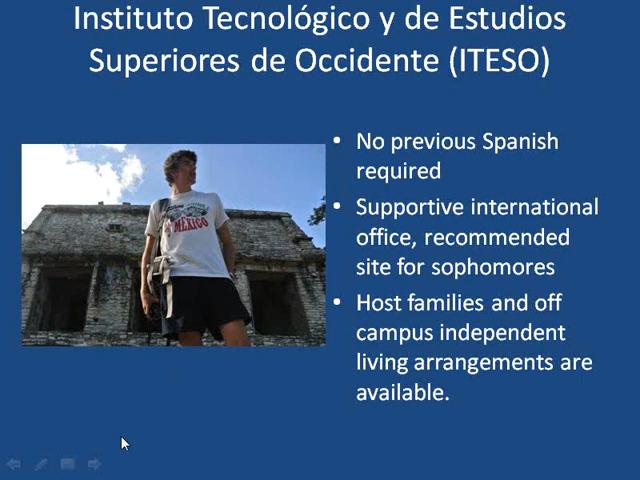 Instituto Tecnológico y de Estudios
Superiores de Occidente (ITESO)
• No previous Spanish
required
• Supportive international
office, recommended
site for sophomores
• Host families and off
campus independent
living arrangements are
available.
MEXICO